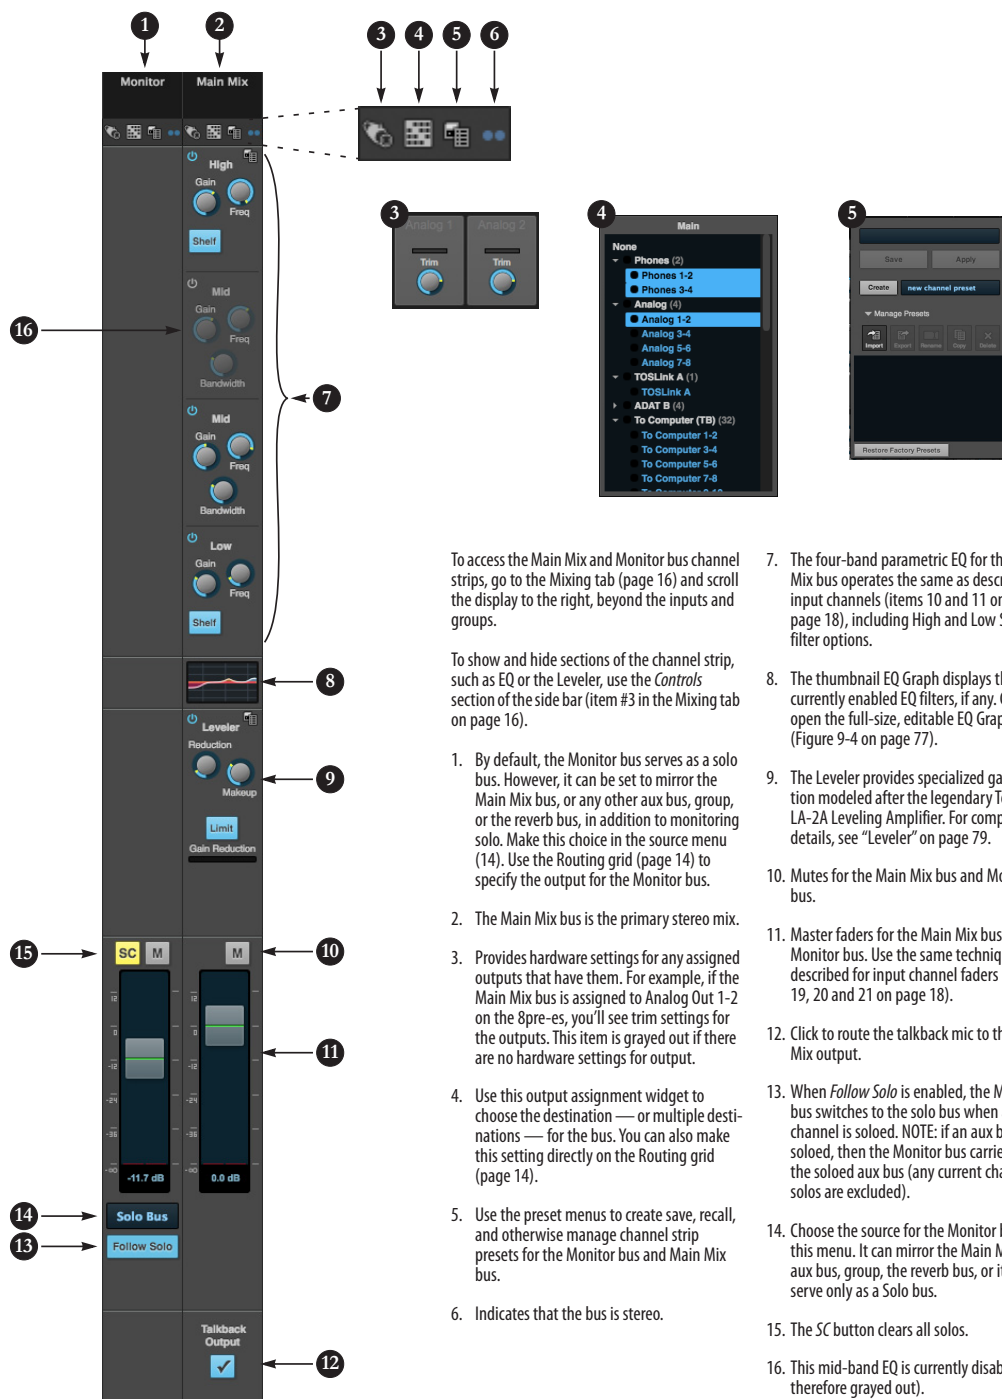 1
2
3
4
5
6
Monitor
Main Mix
High
Gain
Freq
Shelf
Mid
Gain
Freq
Bandwidth
16
7
Mid
Gain
Freq
Bandwidth
Low
Gain
Freq
Shelf
8
Leveler
Reduction
Makeup
9
Limit
Gain Reduction
15
SC
M
M
10
12
12
0
0
-12
-12
11
-24
-24
-36
-36
-∞
-∞
-11.7 dB
0.0 dB
14
Solo Bus
13
Follow Solo
Talkback
Output
12
3
Analog 1
Analog 2
Trim
Trim
4
Main
None
Phones (2)
Phones 1-2
Phones 3-4
Analog (4)
Analog 1-2
Analog 3-4
Analog 5-6
Analog 7-8
TOSLink A (1)
TOSLink A
ADAT B (4)
To Computer (TB) (32)
To Computer 1-2
To Computer 3-4
To Computer 5-6
To Computer 7-8
5
Save
Apply
Create
new channel preset
Manage Presets
Import
Export
Rename
Copy
Delete
Restore Factory Presets
To access the Main Mix and Monitor bus channel
strips, go to the Mixing tab (page 16) and scroll
the display to the right, beyond the inputs and
groups.
To show and hide sections of the channel strip,
such as EQ or the Leveler, use the Controls
section of the side bar (item #3 in the Mixing tab
on page 16).
1. By default, the Monitor bus serves as a solo
bus. However, it can be set to mirror the
Main Mix bus, or any other aux bus, group,
or the reverb bus, in addition to monitoring
solo. Make this choice in the source menu
(14). Use the Routing grid (page 14) to
specify the output for the Monitor bus.
2. The Main Mix bus is the primary stereo mix.
3. Provides hardware settings for any assigned
outputs that have them. For example, if the
Main Mix bus is assigned to Analog Out 1-2
on the 8pre-es, you'll see trim settings for
the outputs. This item is grayed out if there
are no hardware settings for output.
4. Use this output assignment widget to
choose the destination — or multiple desti-
nations — for the bus. You can also make
this setting directly on the Routing grid
(page 14).
5. Use the preset menus to create save, recall,
and otherwise manage channel strip
presets for the Monitor bus and Main Mix
bus.
6. Indicates that the bus is stereo.
7. The four-band parametric EQ for th
Mix bus operates the same as descr
input channels (items 10 and 11 or
page 18), including High and Low S
filter options.
8. The thumbnail EQ Graph displays t
currently enabled EQ filters, if any.
open the full-size, editable EQ Grap
(Figure 9-4 on page 77).
9. The Leveler provides specialized ga
tion modeled after the legendary T
LA-2A Leveling Amplifier. For comp
details, see “Leveler” on page 79.
10. Mutes for the Main Mix bus and Mo
bus.
11. Master faders for the Main Mix bus
Monitor bus. Use the same techniq
described for input channel faders
19, 20 and 21 on page 18).
12. Click to route the talkback mic to th
Mix output.
13. When Follow Solo is enabled, the M
bus switches to the solo bus when
channel is soloed. NOTE: if an aux b
soloed, then the Monitor bus carrie
the soloed aux bus (any current cha
solos are excluded).
14. Choose the source for the Monitor
this menu. It can mirror the Main M
aux bus, group, the reverb bus, or it
serve only as a Solo bus.
15. The SC button clears all solos.
16. This mid-band EQ is currently disab
therefore grayed out).